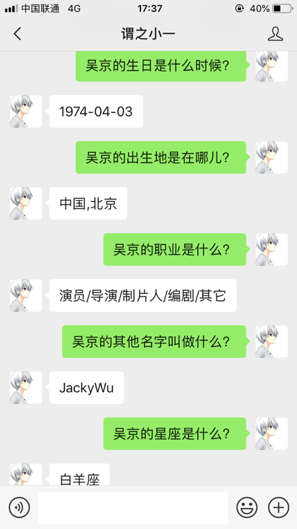 中国联通 4G 17:37 40%
谓之小一
吴京的生日是什么时候?
1974-04-03
吴京的出生地是在哪儿?
中国,北京
吴京的职业是什么?
演员/导演/制片人/编剧/其它
吴京的其他名字叫做什么?
JackyWu
吴京的星座是什么?
白羊座